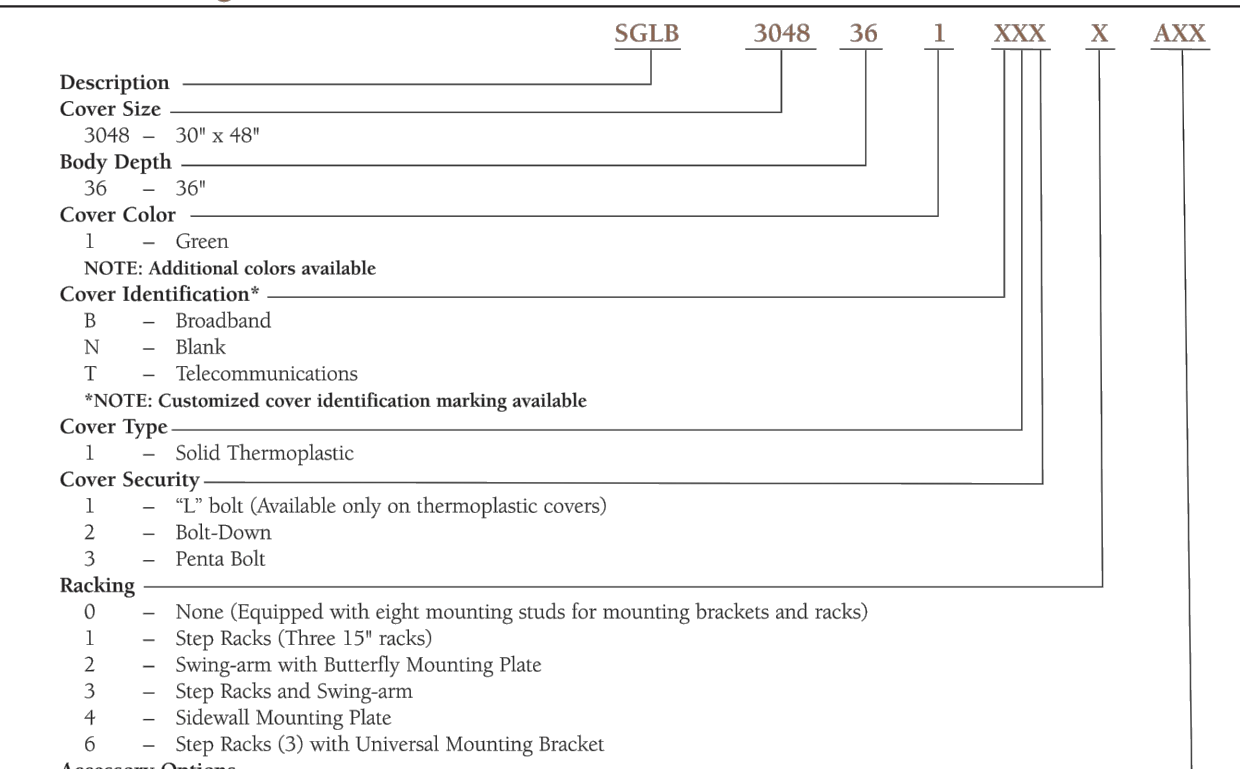 SGLB 3048 36 1 XXX X AXX
Description
Cover Size
3048 – 30" x 48"
Body Depth
36 – 36"
Cover Color
1 – Green
NOTE: Additional colors available
Cover Identification*
B – Broadband
N – Blank
T – Telecommunications
*NOTE: Customized cover identification marking available
Cover Type
1 – Solid Thermoplastic
Cover Security
1 – “L” bolt (Available only on thermoplastic covers)
2 – Bolt-Down
3 – Penta Bolt
Racking
0 – None (Equipped with eight mounting studs for mounting brackets and racks)
1 – Step Racks (Three 15" racks)
2 – Swing-arm with Butterfly Mounting Plate
3 – Step Racks and Swing-arm
4 – Sidewall Mounting Plate
6 – Step Racks (3) with Universal Mounting Bracket
Accessory Options